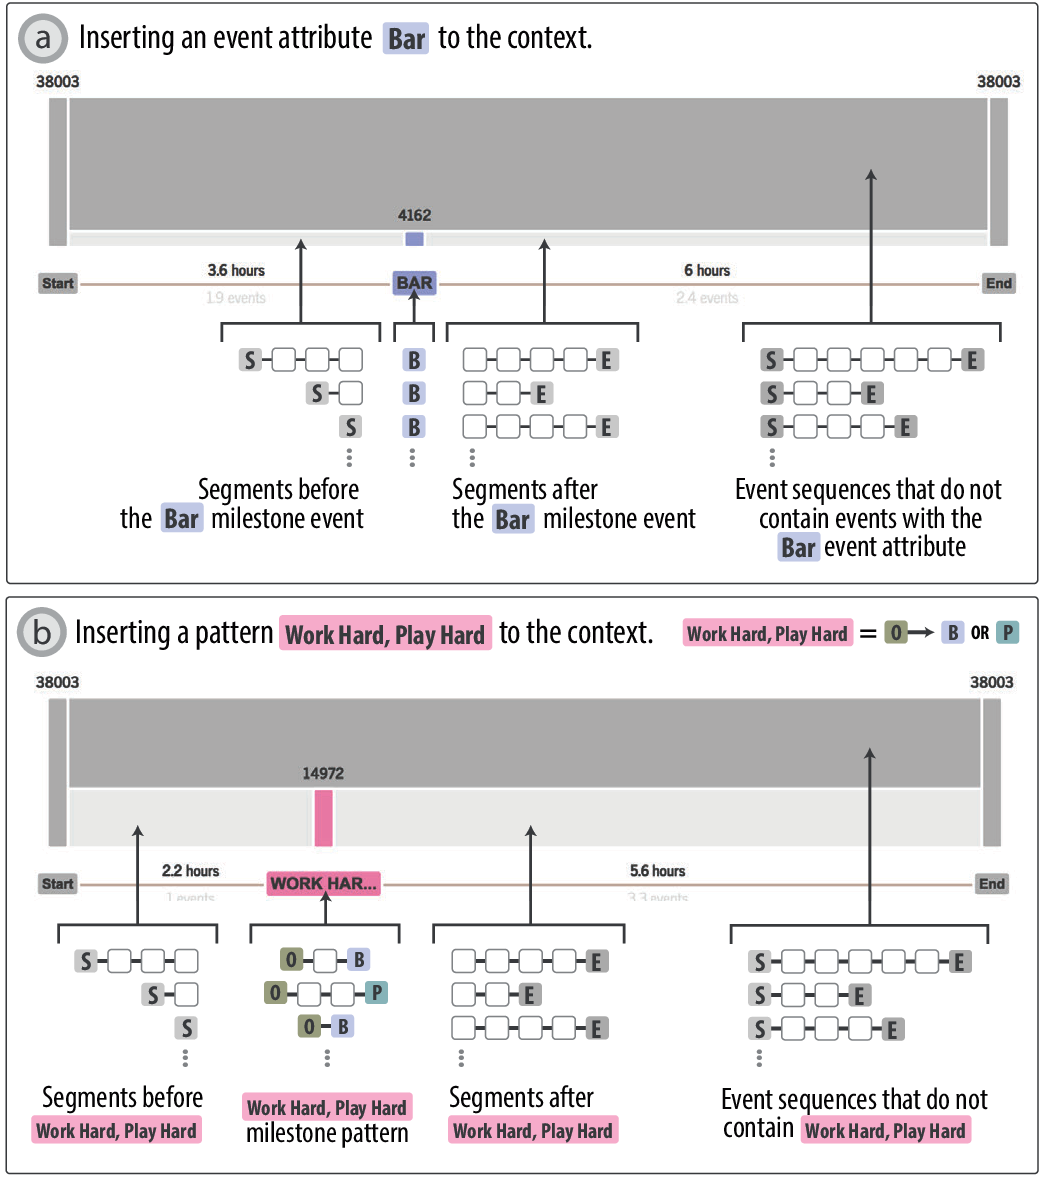 a Inserting an event attribute Bar to the context.
38003 38003
4162
3.6 hours 6 hours
Start BAR End
1.9 events 2.4 events
S B E S E
S B E S E
S B E S E
Segments before Segments after Event sequences that do not
the Bar milestone event the Bar milestone event contain events with the
Bar event attribute
b Inserting a pattern Work Hard, Play Hard to the context. Work Hard, Play Hard = O B OR P
38003 38003
14972
2.2 hours 5.6 hours
Start WORK HAR... End
1 events 3.3 events
S O B E S E
S O P E S E
S O B E S E
Segments before Work Hard, Play Hard Segments after Event sequences that do not
Work Hard, Play Hard milestone pattern Work Hard, Play Hard contain Work Hard, Play Hard